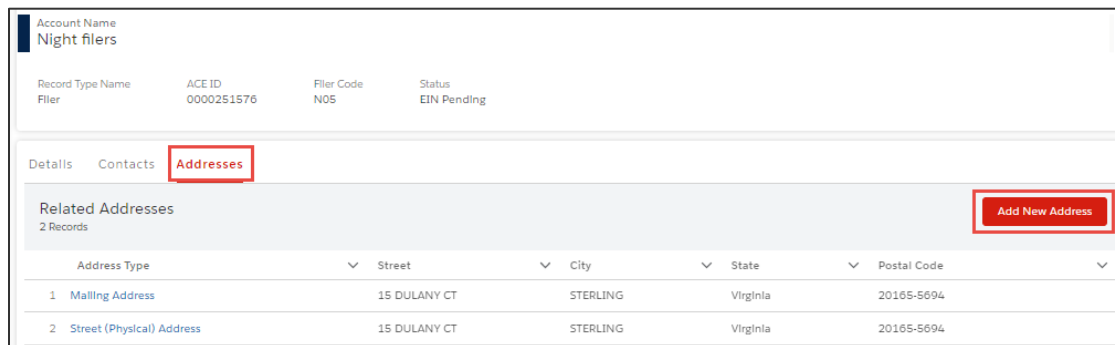 Account Name
Night filers
Record Type Name ACE ID Filer Code Status
Filer 0000251576 N05 EIN Pending
Details Contacts Addresses
Related Addresses
2 Records
Add New Address
Address Type Street City State Postal Code
1 Mailing Address 15 DULANY CT STERLING Virginia 20165-5694
2 Street (Physical) Address 15 DULANY CT STERLING Virginia 20165-5694